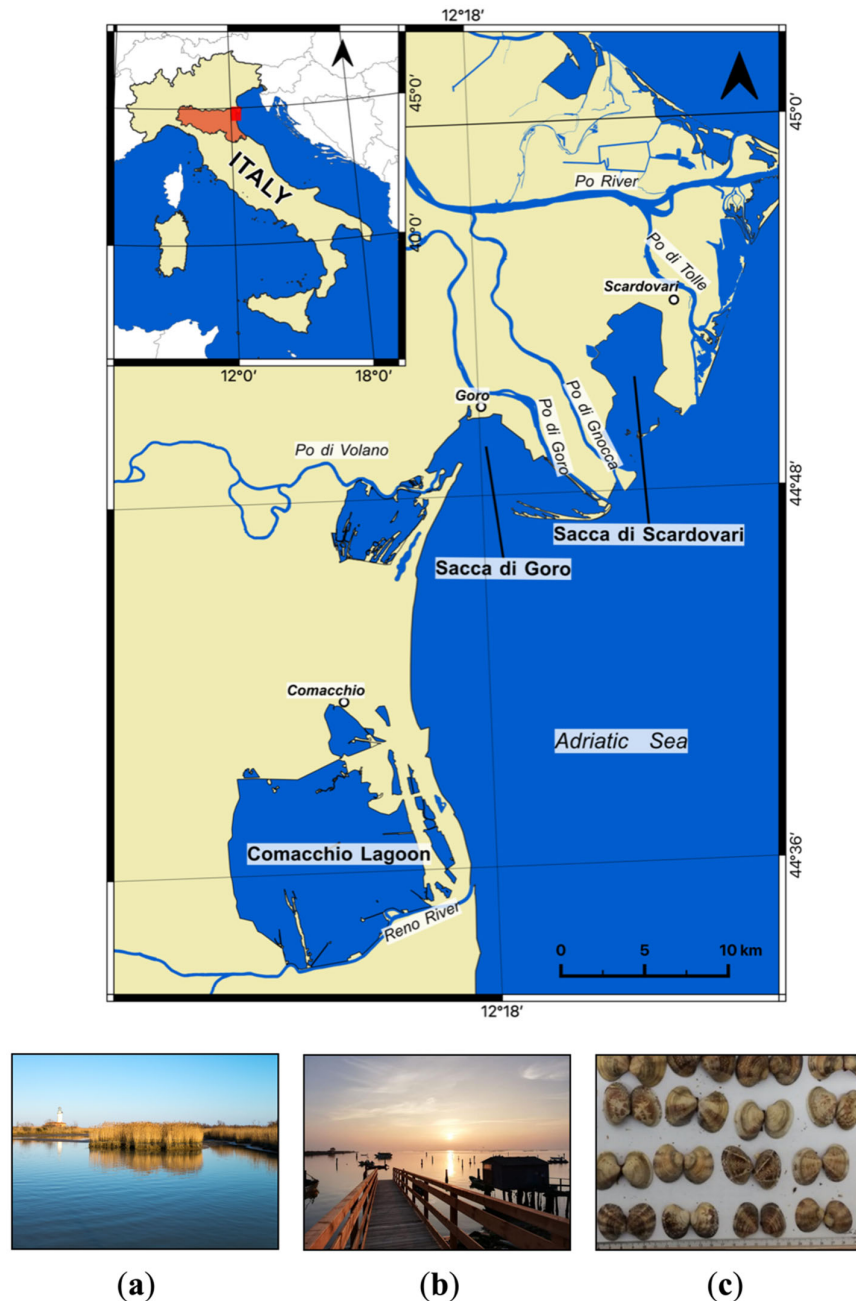 12°18′
45°0′
ITALY
40°0′
12°0′
18°0′
45°0′
Po River
Po di Tolle
Scardovari
Goro
Po di Goro
Po di Gnocca
Po di Volano
44°48′
Sacca di Scardovari
Sacca di Goro
Comacchio
Adriatic Sea
Comacchio Lagoon
44°36′
Reno River
0 5 10 km
12°18′
(a) (b) (c)